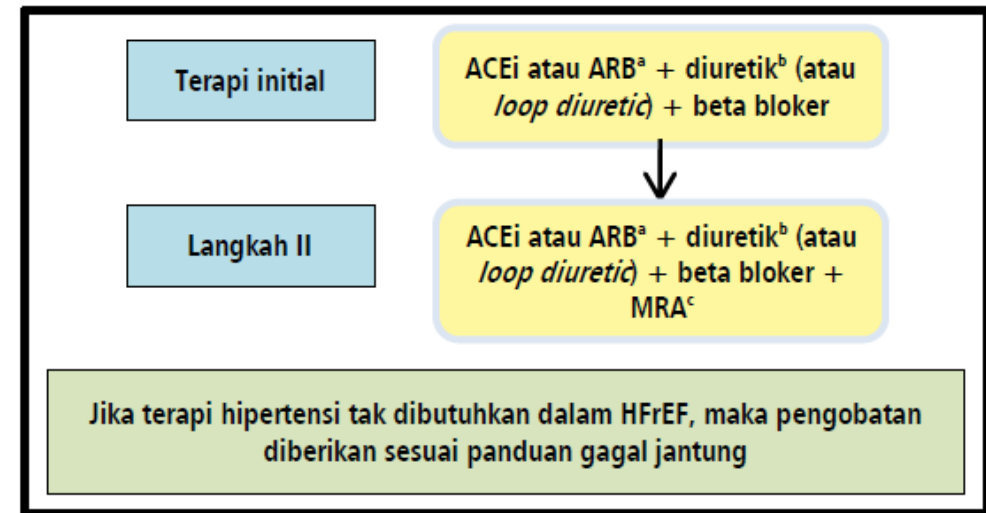 Terapi initial
ACEi atau ARBᵃ + diuretikᵇ (atau
loop diuretic) + beta bloker
Langkah II
ACEi atau ARBᵃ + diuretikᵇ (atau
loop diuretic) + beta bloker +
MRAᶜ
Jika terapi hipertensi tak dibutuhkan dalam HFrEF, maka pengobatan
diberikan sesuai panduan gagal jantung